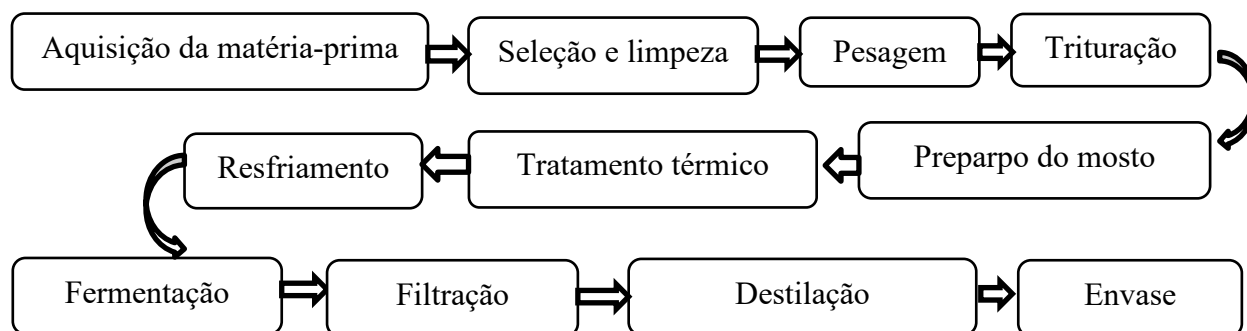 Aquisição da matéria-prima
Seleção e limpeza
Pesagem
Trituração
Preparpo do mosto
Tratamento térmico
Resfriamento
Fermentação
Filtração
Destilação
Envase